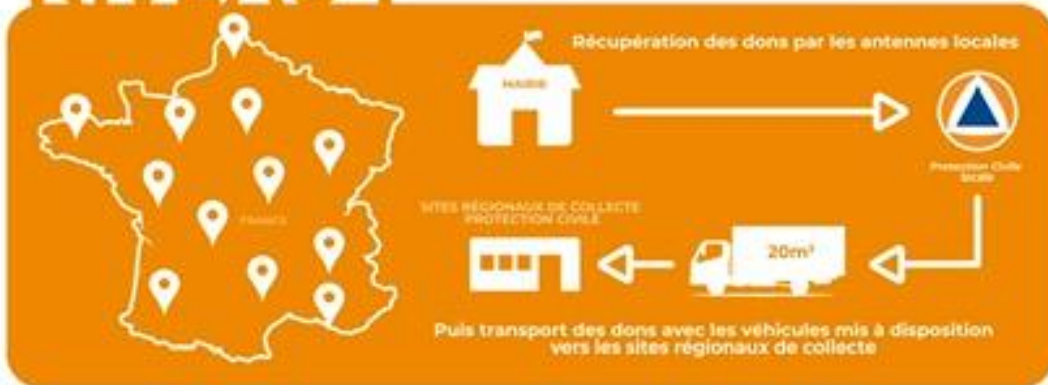 Récupération des dons par les antennes locales
MAIRIE
Protection Civile
locale
FRANCE
SITES RÉGIONAUX DE COLLECTE
PROTECTION CIVILE
20m³
Puis transport des dons avec les véhicules mis à disposition
vers les sites régionaux de collecte